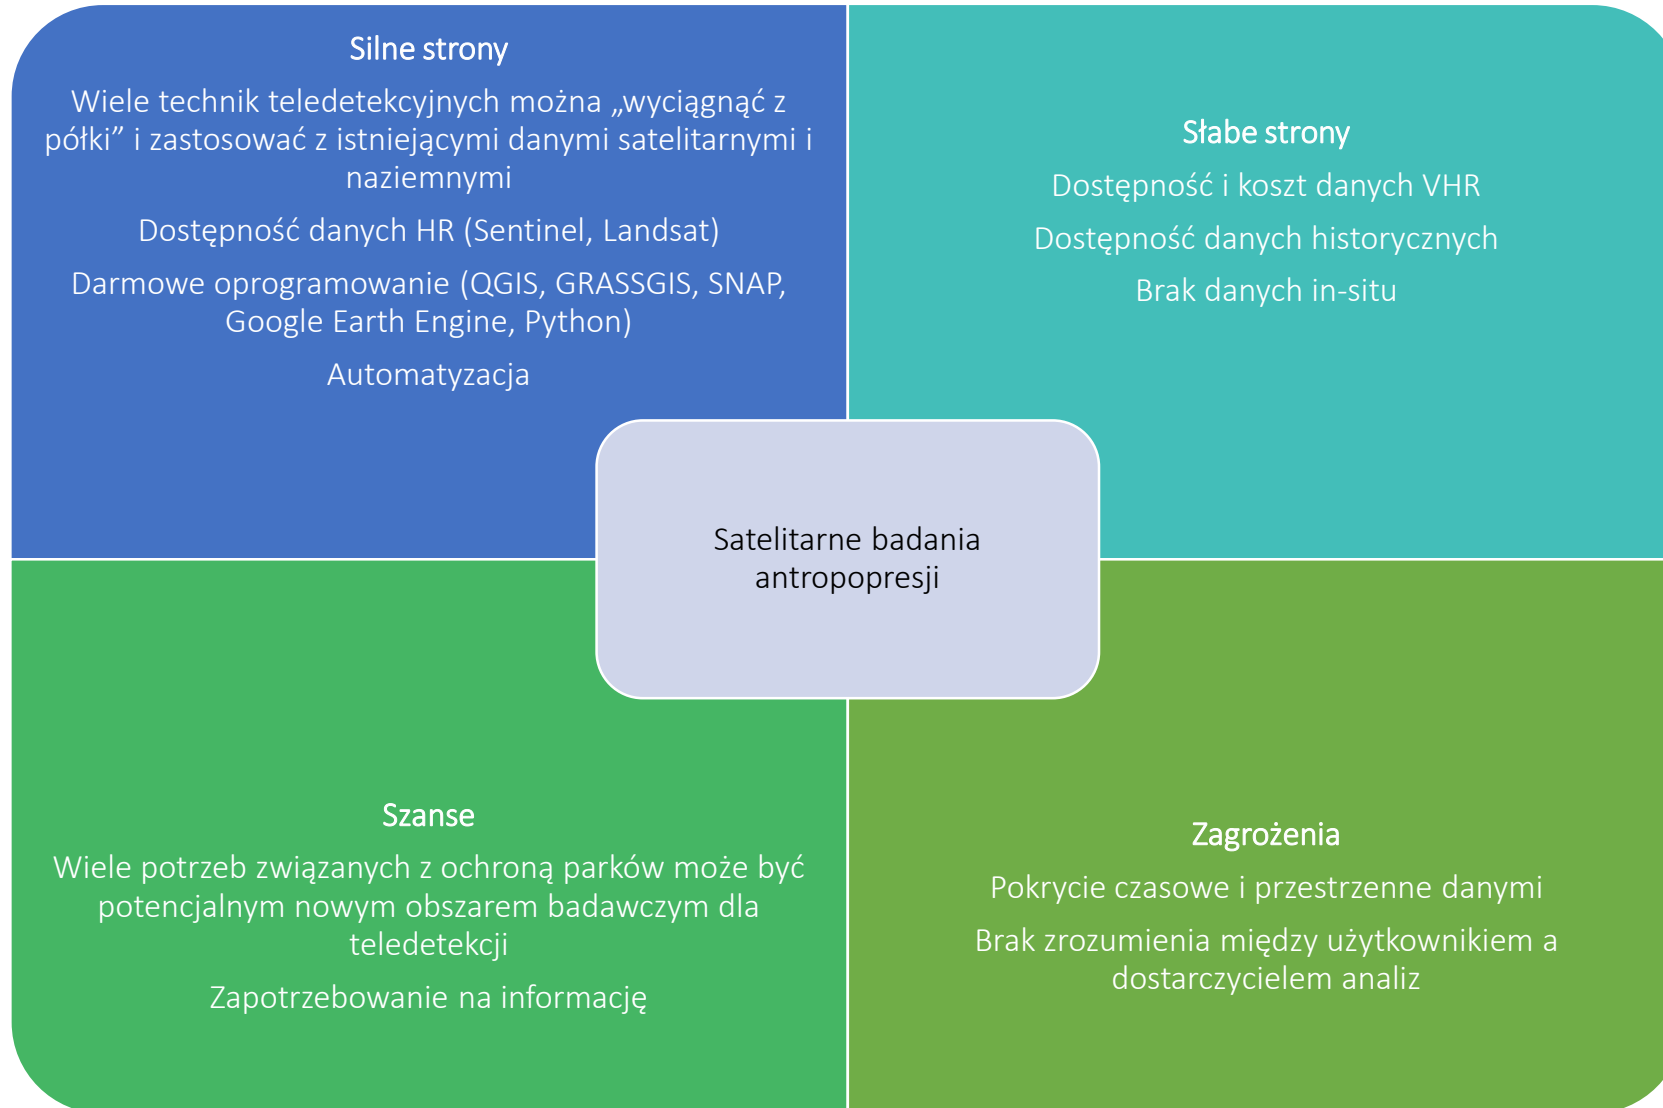 Silne strony
Wiele technik teledetekcyjnych można „wyciągnąć z
półki” i zastosować z istniejącymi danymi satelitarnymi i
naziemnymi
Dostępność danych HR (Sentinel, Landsat)
Darmowe oprogramowanie (QGIS, GRASSGIS, SNAP,
Google Earth Engine, Python)
Automatyzacja
Słabe strony
Dostępność i koszt danych VHR
Dostępność danych historycznych
Brak danych in-situ
Satelitarne badania
antropopresji
Szanse
Wiele potrzeb związanych z ochroną parków może być
potencjalnym nowym obszarem badawczym dla
teledetekcji
Zapotrzebowanie na informację
Zagrożenia
Pokrycie czasowe i przestrzenne danymi
Brak zrozumienia między użytkownikiem a
dostarczycielem analiz